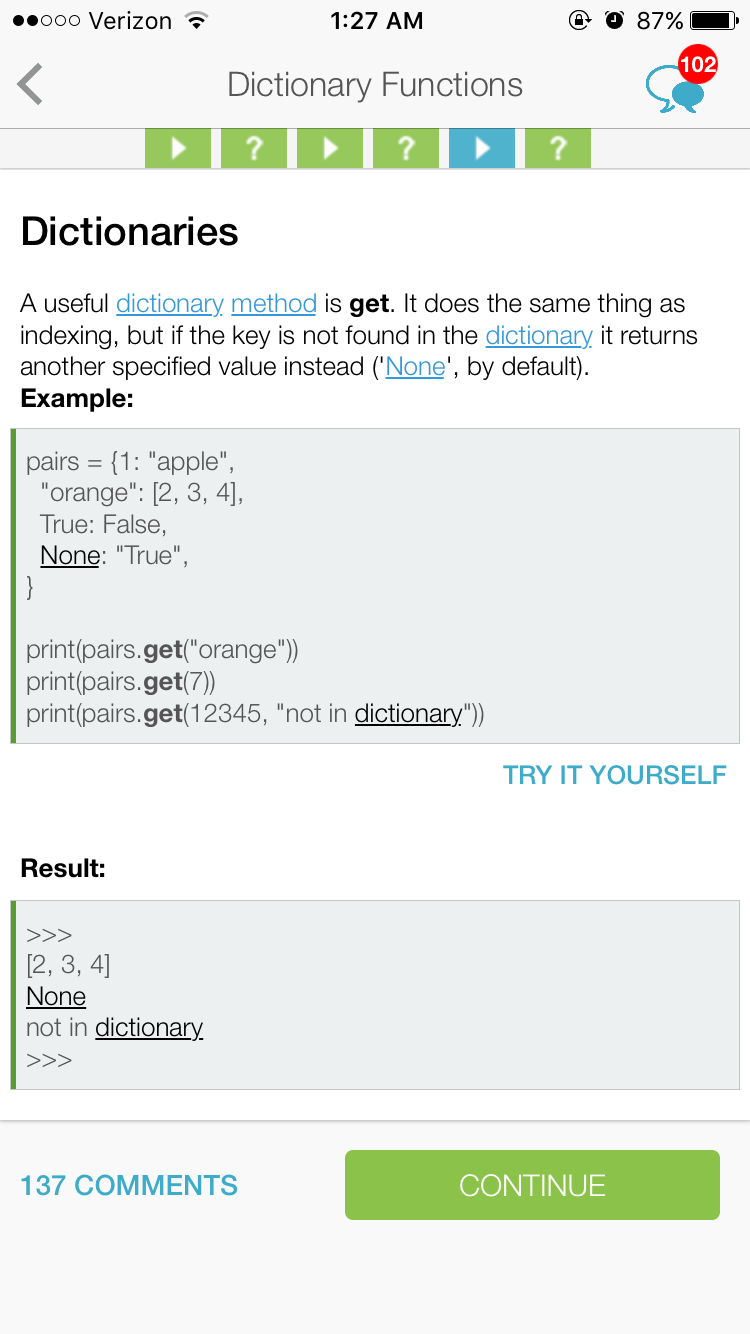 Verizon 1:27 AM 87%
Dictionary Functions 102
? ? ?
Dictionaries
A useful dictionary method is get. It does the same thing as
indexing, but if the key is not found in the dictionary it returns
another specified value instead ('None', by default).
Example:
pairs = {1: "apple",
"orange": [2, 3, 4],
True: False,
None: "True",
}
print(pairs.get("orange"))
print(pairs.get(7))
print(pairs.get(12345, "not in dictionary"))
TRY IT YOURSELF
Result:
>>>
[2, 3, 4]
None
not in dictionary
>>>
137 COMMENTS CONTINUE